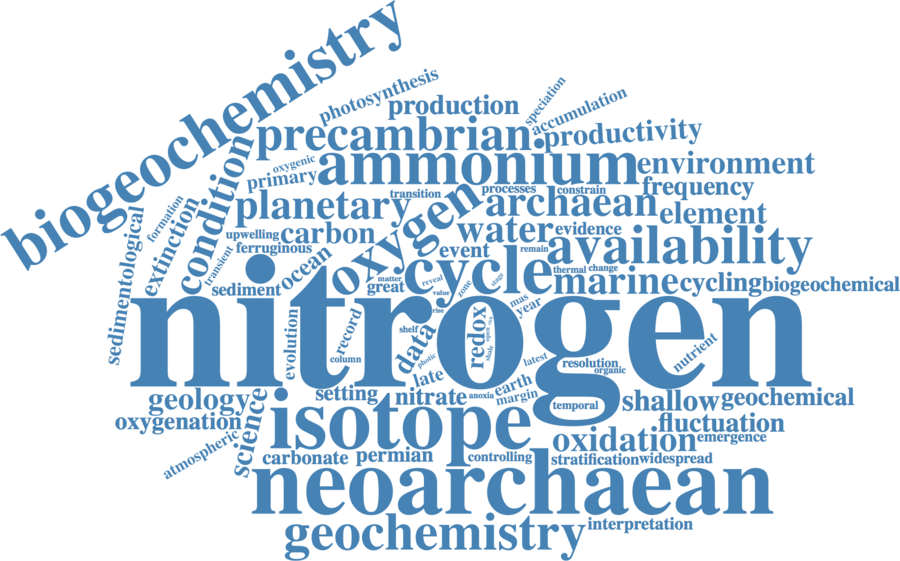 biogeochemistry
photosynthesis
production
speciation
accumulation
precambrian
productivity
oxygenic
ammonium
environment
primary
condition
transition
processes
constrain
frequency
formation
extinction
planetary
oxygen
archaean
element
sedimentological
upwelling
carbon
water
evidence
transient
ferruginous
event
remain
availability
ocean
cycle
thermal
change
matter
reveal
zone
stage
sediment
great
value
marine
cycling
biogeochemical
nitrogen
rise
mas
year
evolution
record
shelf
data
redox
open
shale
photic
column
late
latest
resolution
organic
nutrient
earth
setting
nitrate
anoxia
margin
temporal
shallow
geochemical
geology
science
isotope
oxygenation
fluctuation
atmospheric
oxidation
emergence
carbonate
permian
controlling
stratification
widespread
neoarchaean
geochemistry
interpretation